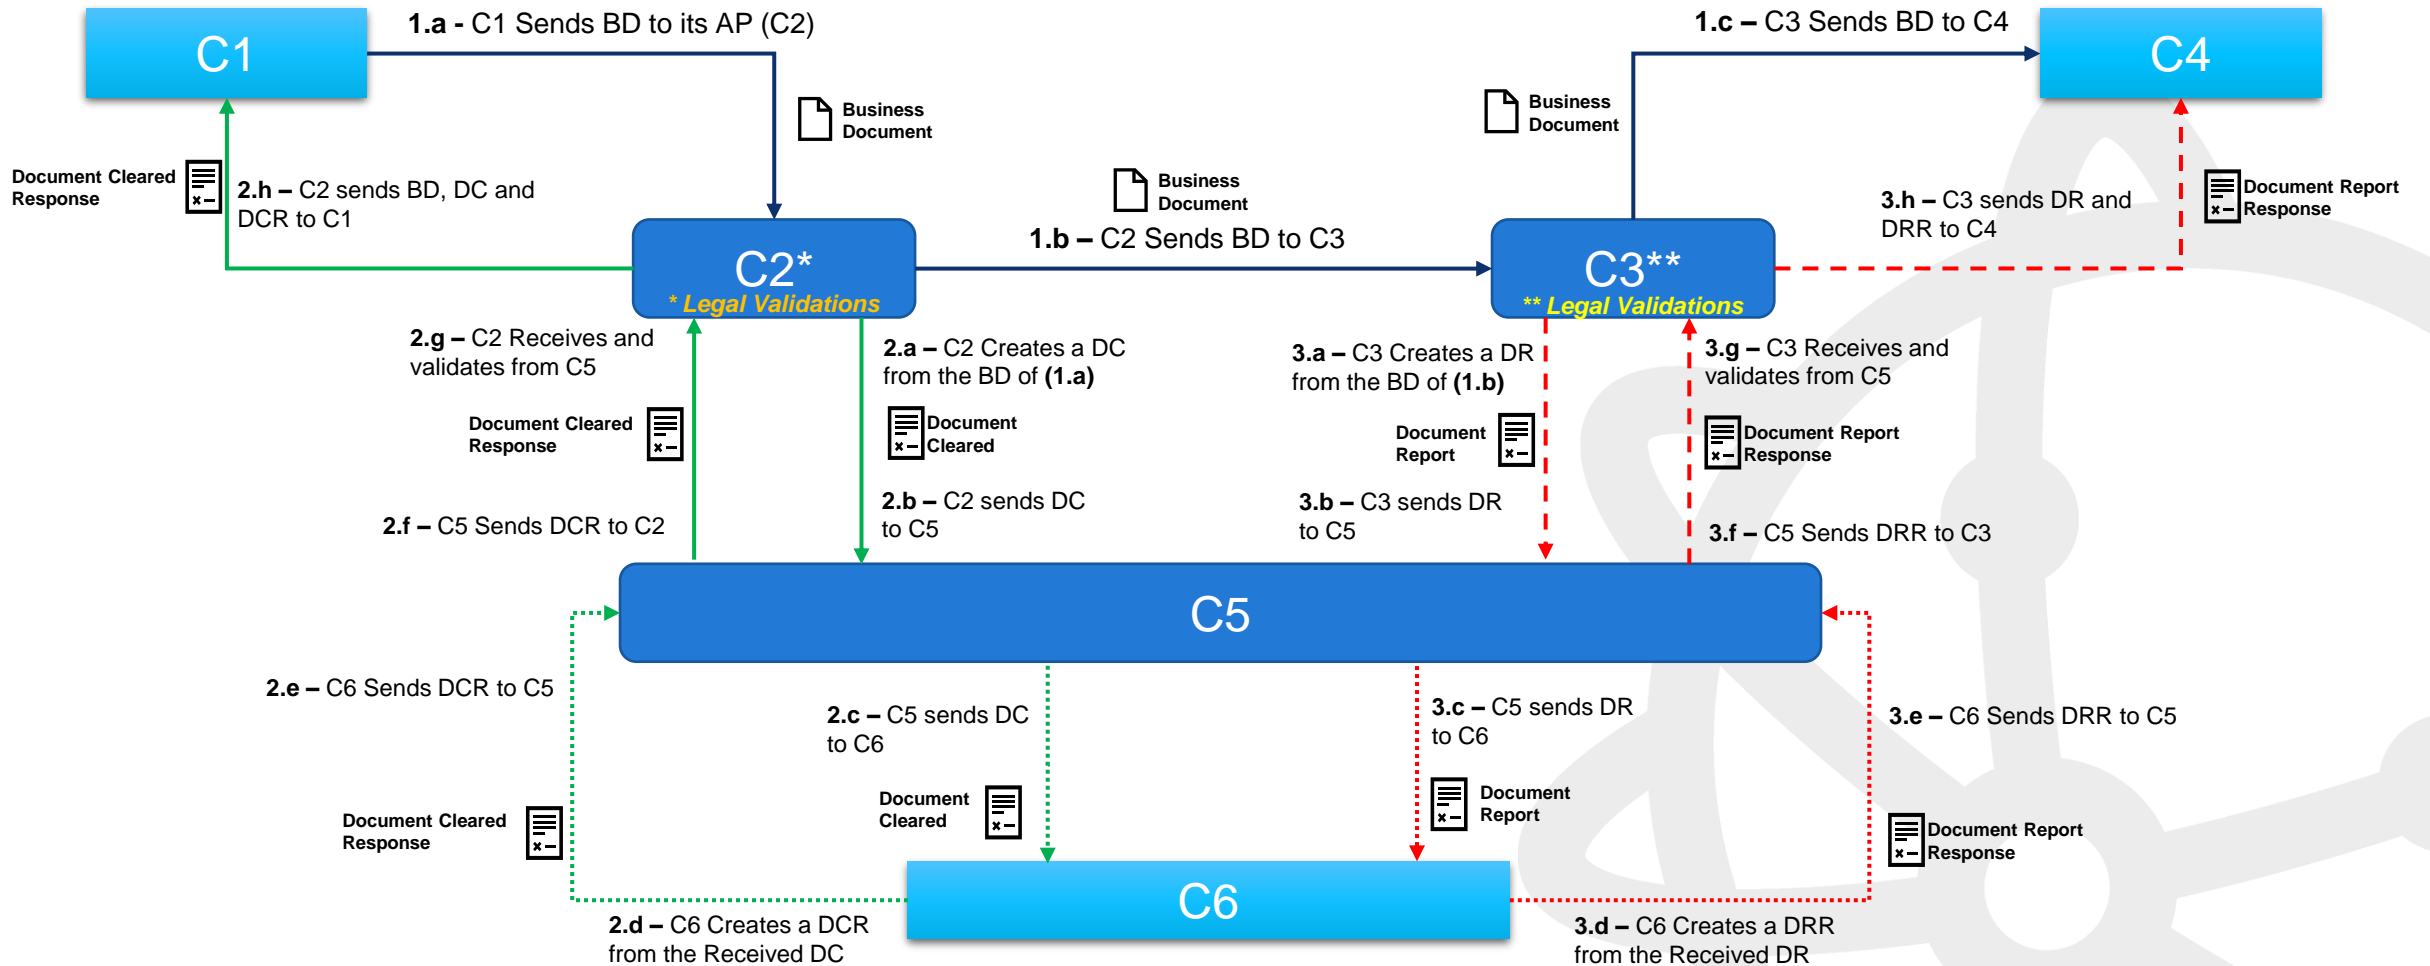 1.a - C1 Sends BD to its AP (C2)
1.c – C3 Sends BD to C4
C1
C4
Business
Document
Business
Document
Document Cleared
Response
2.h – C2 sends BD, DC and
DCR to C1
Business
Document
3.h – C3 sends DR and
DRR to C4
Document Report
Response
1.b – C2 Sends BD to C3
C2*
* Legal Validations
C3**
** Legal Validations
2.g – C2 Receives and
validates from C5
2.a – C2 Creates a DC
from the BD of (1.a)
3.a – C3 Creates a DR
from the BD of (1.b)
3.g – C3 Receives and
validates from C5
Document Cleared
Response
Document
Cleared
Document
Report
Document Report
Response
2.f – C5 Sends DCR to C2
2.b – C2 sends DC
to C5
3.b – C3 sends DR
to C5
3.f – C5 Sends DRR to C3
C5
2.e – C6 Sends DCR to C5
2.c – C5 sends DC
to C6
3.c – C5 sends DR
to C6
3.e – C6 Sends DRR to C5
Document Cleared
Response
Document
Cleared
Document
Report
Document Report
Response
C6
2.d – C6 Creates a DCR
from the Received DC
3.d – C6 Creates a DRR
from the Received DR